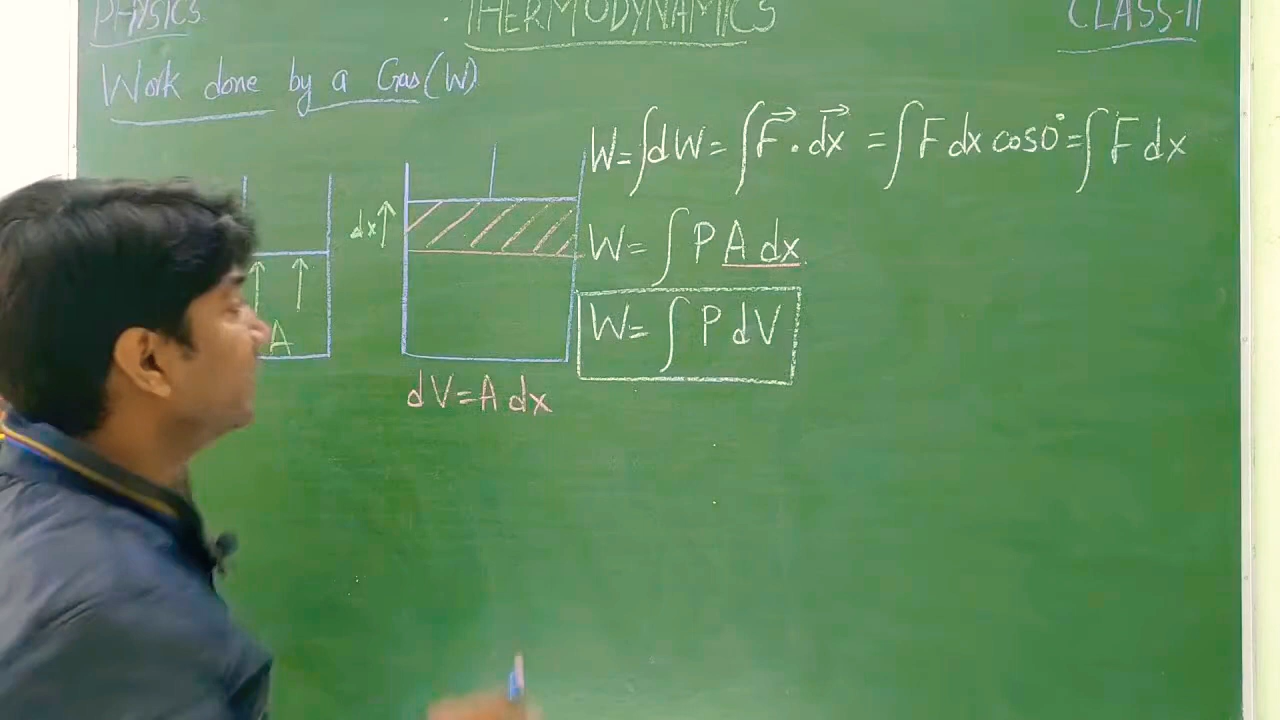 PHYSICS
THERMODYNAMICS
CLASS-11
Work done by a Gas (W)
W = ∫dW = ∫F⃗ · dx⃗ = ∫F dx cos0° = ∫F dx
dx
W = ∫P A dx
A
W = ∫P dV
dV = A dx